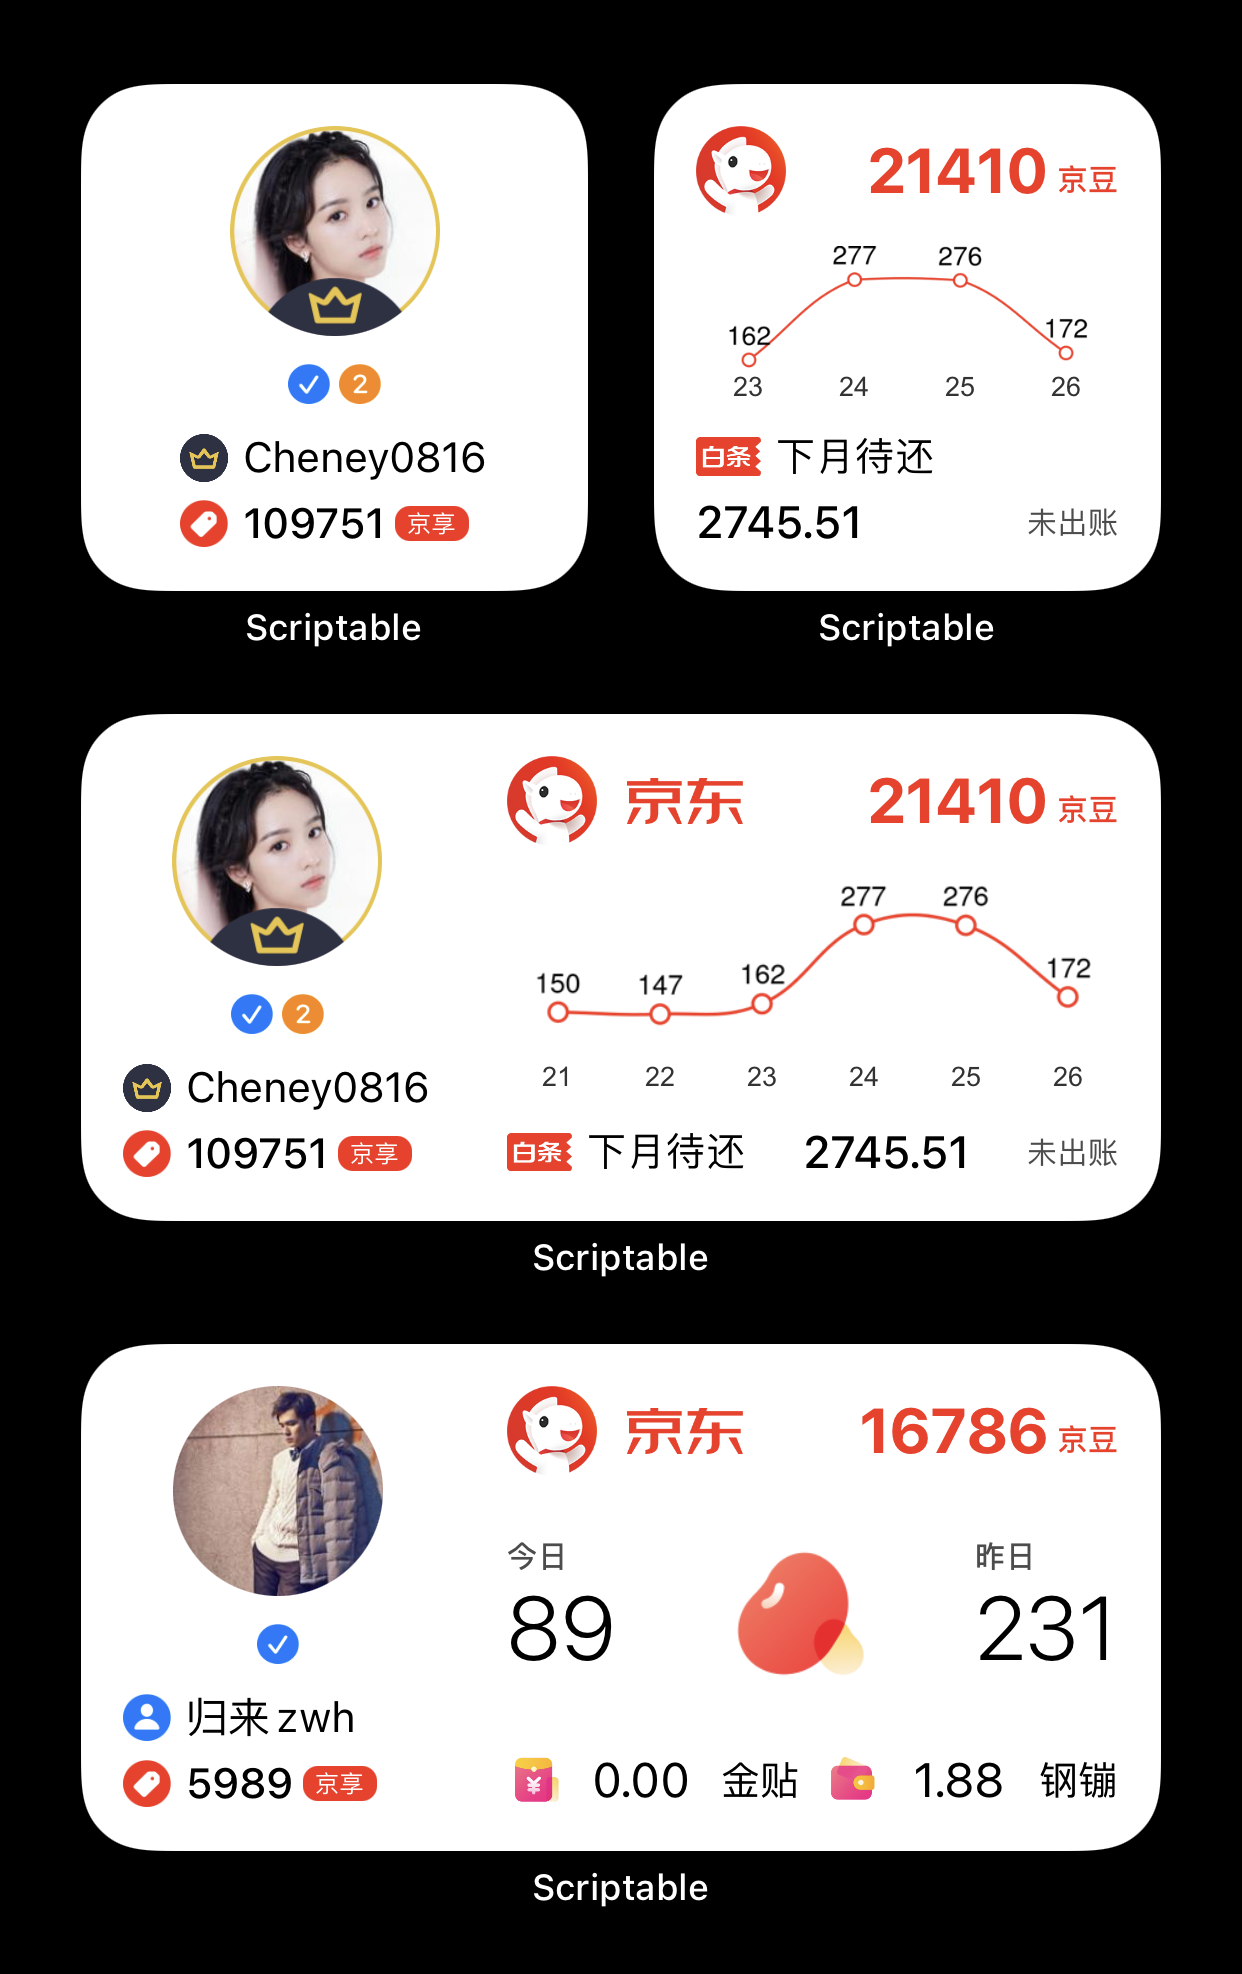 2
Cheney0816
109751 京享
Scriptable
21410 京豆
277 276
162 172
23 24 25 26
白条 下月待还
2745.51 未出账
Scriptable
2
Cheney0816
109751 京享
京东 21410 京豆
277 276
150 147 162 172
21 22 23 24 25 26
白条 下月待还 2745.51 未出账
Scriptable
归来zwh
5989 京享
京东 16786 京豆
今日 昨日
89 231
¥ 0.00 金贴 1.88 钢镚
Scriptable